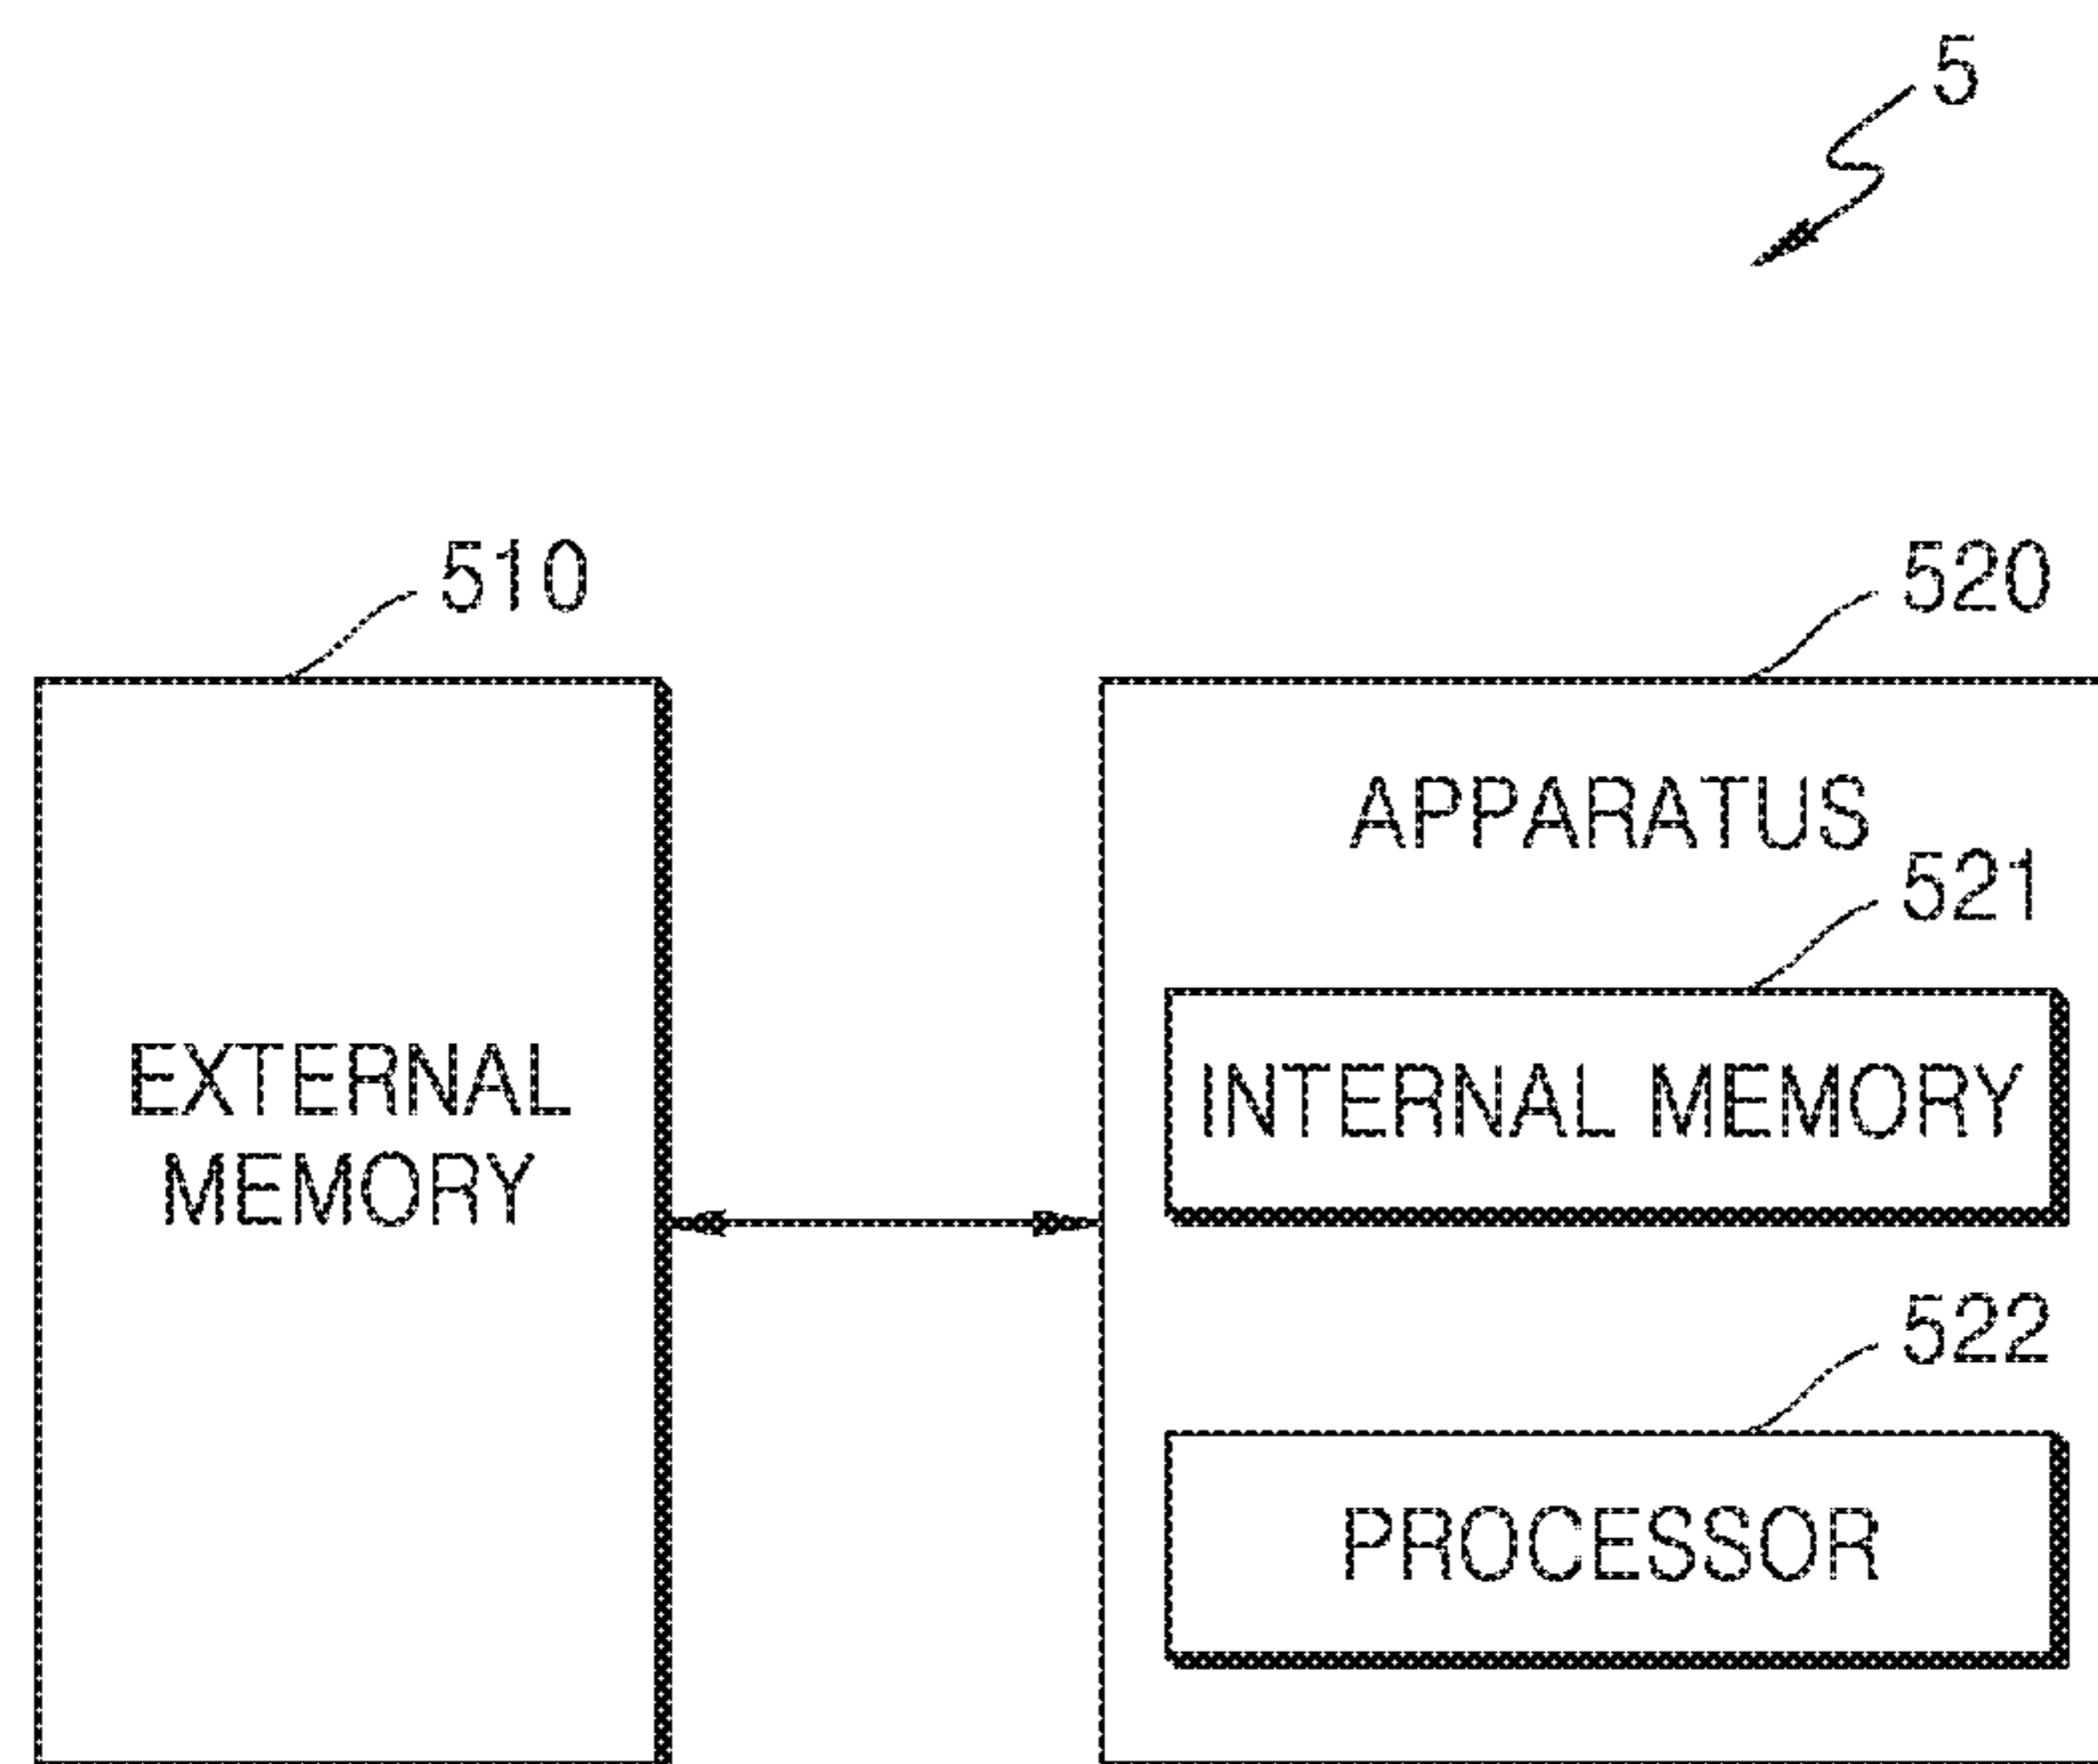 5
510
520
APPARATUS
521
EXTERNAL
MEMORY
INTERNAL MEMORY
522
PROCESSOR